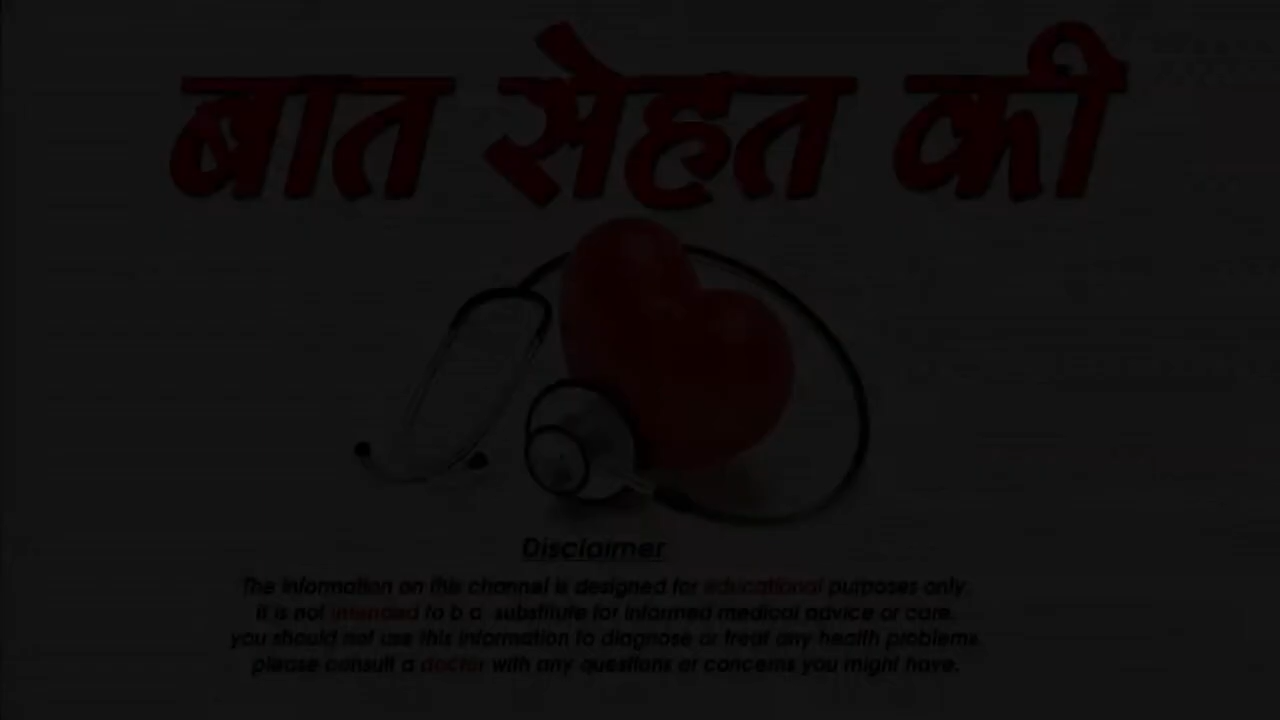 बात सेहत की
Disclaimer
The information on this channel is designed for educational purposes only.
it is not intended to b a substitute for informed medical advice or care.
you should not use this information to diagnose or treat any health problems.
please consult a doctor with any questions or concerns you might have.